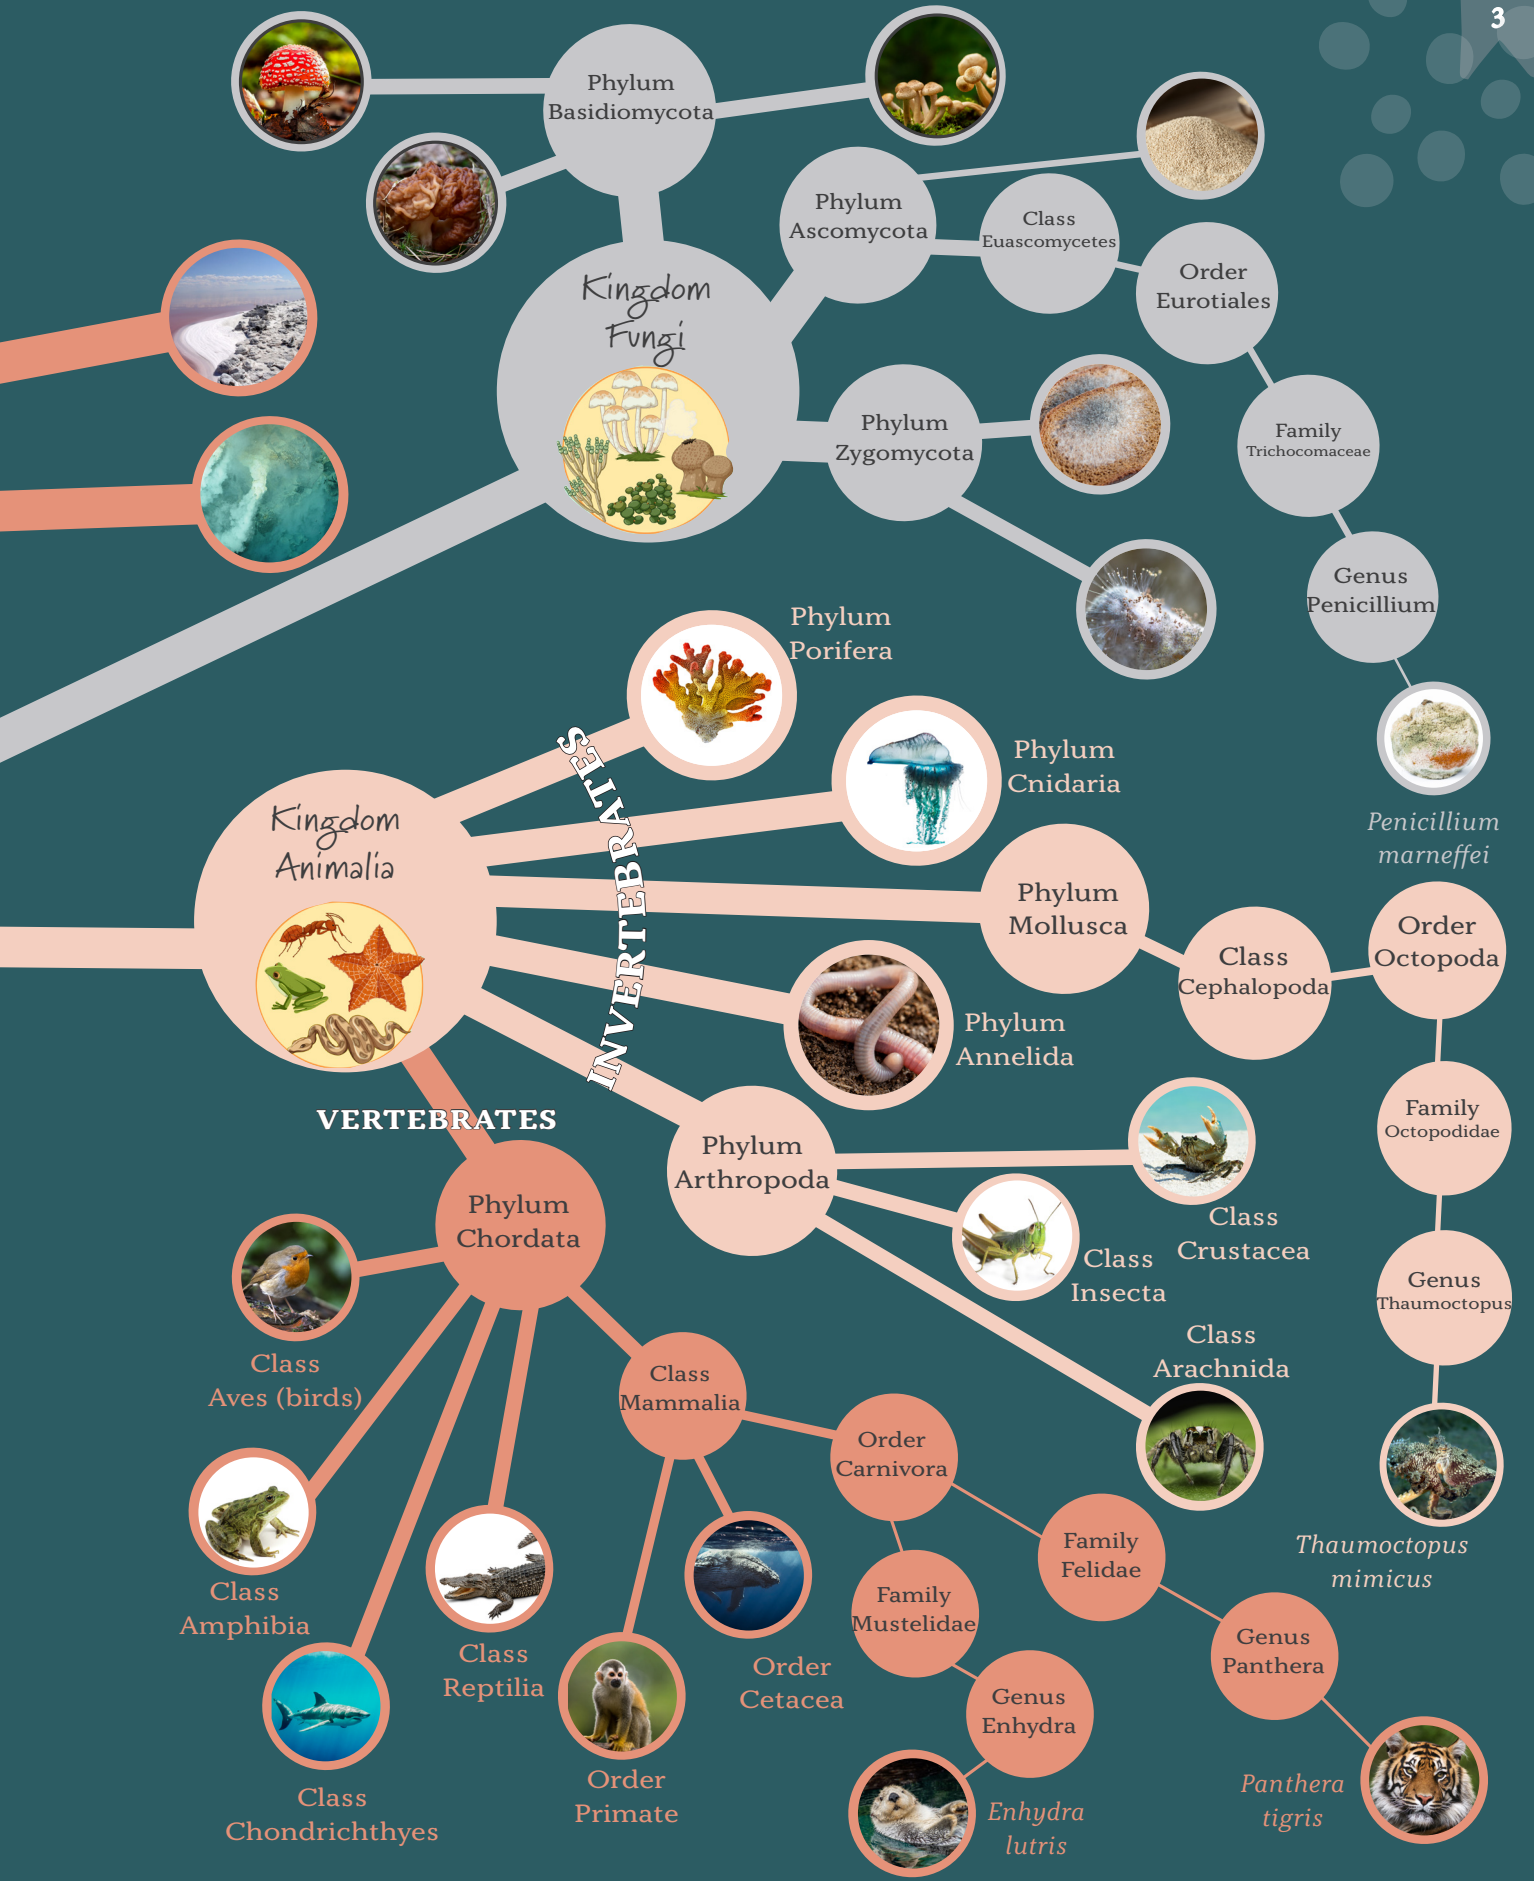 3
Phylum
Basidiomycota
Phylum
Ascomycota
Class
Euascomycetes
Order
Eurotiales
Kingdom
Fungi
Phylum
Zygomycota
Family
Trichocomaceae
Genus
Penicillium
Penicillium
marneffei
Phylum
Porifera
Phylum
Cnidaria
Kingdom
Animalia
INVERTEBRATES
Phylum
Mollusca
Class
Cephalopoda
Order
Octopoda
Phylum
Annelida
Family
Octopodidae
VERTEBRATES
Phylum
Arthropoda
Class
Crustacea
Class
Insecta
Class
Arachnida
Genus
Thaumoctopus
Thaumoctopus
mimicus
Phylum
Chordata
Class
Aves (birds)
Class
Mammalia
Order
Carnivora
Family
Felidae
Family
Mustelidae
Genus
Panthera
Class
Amphibia
Class
Reptilia
Order
Cetacea
Genus
Enhydra
Class
Chondrichthyes
Order
Primate
Enhydra
lutris
Panthera
tigris